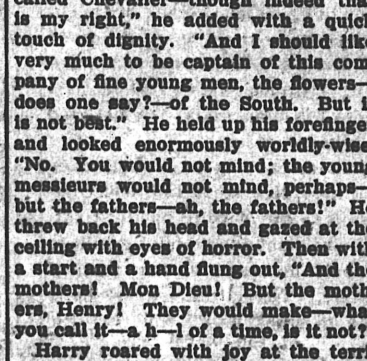 called Chevalier—though indeed that
is my right," he added with a quick
touch of dignity. "And I should like
very much to be captain of this com
pany of fine young men, the flowers—
does one say?—of the South. But i
is not best." He held up his forefinge
and looked enormously worldly-wise
"No. You would not mind; the young
messieurs would not mind, perhaps—
but the fathers—ah, the fathers!" He
threw back his head and gazed at the
ceiling with eyes of horror. Then with
a start and a hand flung out, "And the
mothers! Mon Dieu! But the moth
ers, Henry! They would make—wha
you call it—a h—l of a time, is it not?
Harry roared with joy at the terr